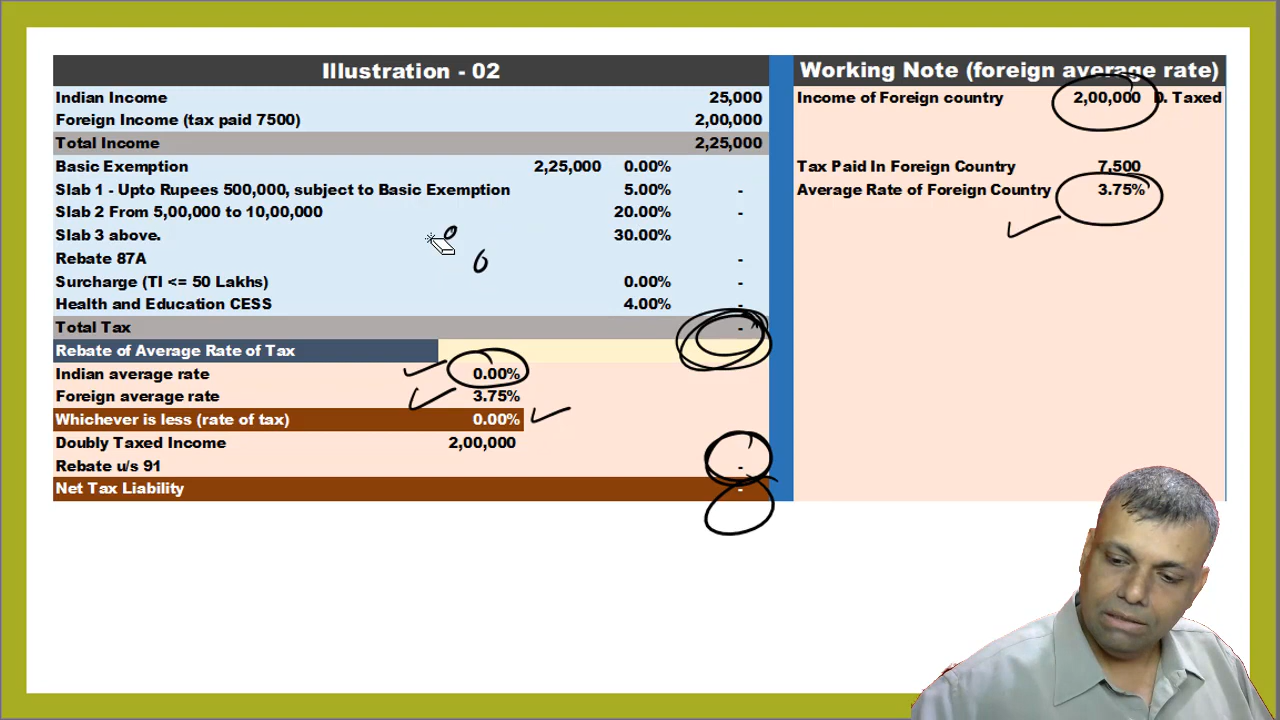 Illustration - 02
Indian Income 25,000
Foreign Income (tax paid 7500) 2,00,000
Total Income 2,25,000
Basic Exemption 2,25,000 0.00%
Slab 1 - Upto Rupees 500,000, subject to Basic Exemption 5.00% -
Slab 2 From 5,00,000 to 10,00,000 20.00% -
Slab 3 above. 30.00%
Rebate 87A -
Surcharge (TI <= 50 Lakhs) 0.00% -
Health and Education CESS 4.00% -
Total Tax -
Rebate of Average Rate of Tax
Indian average rate 0.00%
Foreign average rate 3.75%
Whichever is less (rate of tax) 0.00%
Doubly Taxed Income 2,00,000
Rebate u/s 91 -
Net Tax Liability -
Working Note (foreign average rate)
Income of Foreign country 2,00,000 D. Taxed
Tax Paid In Foreign Country 7,500
Average Rate of Foreign Country 3.75%